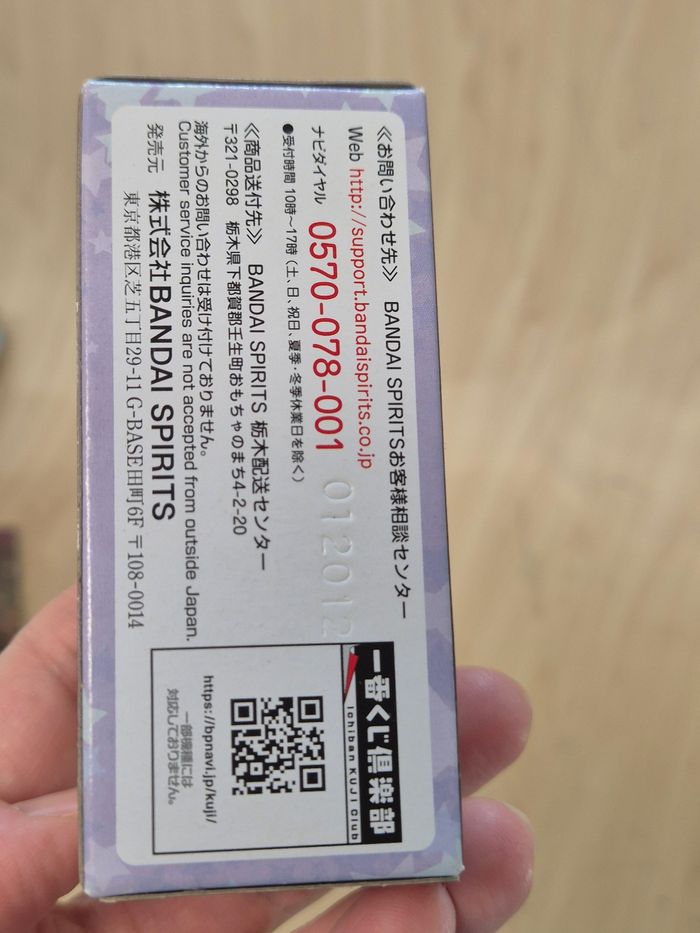 ≪お問い合わせ先≫ BANDAI SPIRITSお客様相談センター
Web http://support.bandaispirits.co.jp
ナビダイヤル 0570-078-001
●受付時間 10時～17時（土、日、祝日、夏季・冬季休業日を除く）
≪商品送付先≫ BANDAI SPIRITS 栃木配送センター
〒321-0298 栃木県下都賀郡壬生町おもちゃのまち4-2-20
海外からのお問い合わせは受け付けておりません。
Customer service inquiries are not accepted from outside Japan.
発売元 株式会社BANDAI SPIRITS
東京都港区芝五丁目29-11 G-BASE田町6F 〒108-0014
012012
一番くじ倶楽部
Ichiban KUJI Club
https://bpnavi.jp/kuji/
一部機種には
対応しておりません。